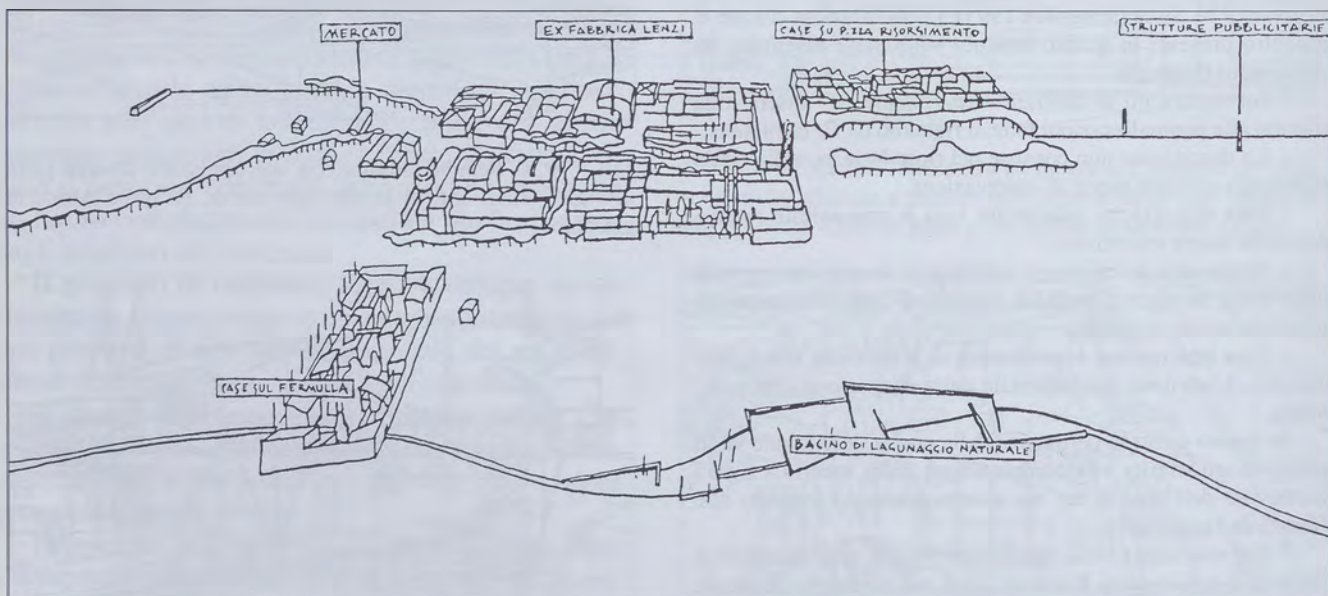 MERCATO
EX FABBRICA LENZI
CASE SU P.ZZA RISORGIMENTO
STRUTTURE PUBBLICITARIE
CASE SUL FERMULLA
BACINO DI LAGUNAGGIO NATURALE